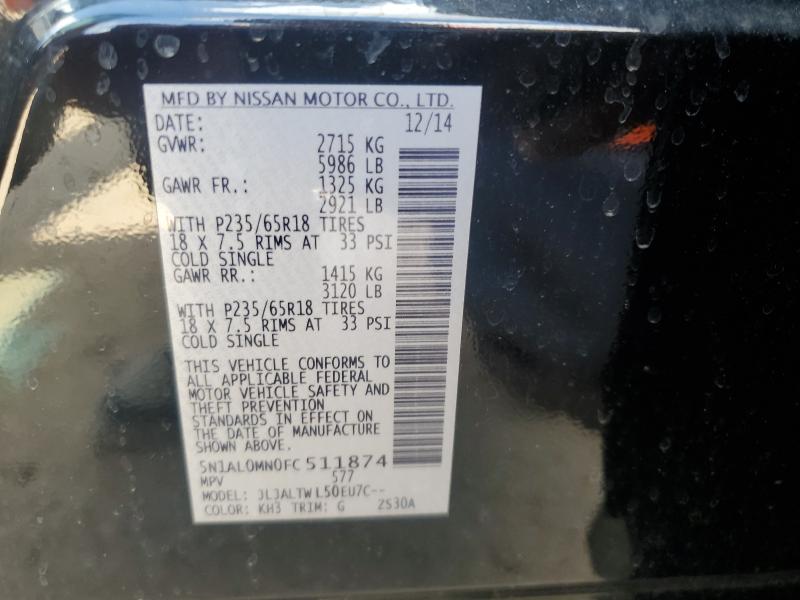 MFD BY NISSAN MOTOR CO., LTD.
DATE: 12/14
GVWR: 2715 KG
5986 LB
GAWR FR.: 1325 KG
2921 LB
WITH P235/65R18 TIRES
18 X 7.5 RIMS AT 33 PSI
COLD SINGLE
GAWR RR.: 1415 KG
3120 LB
WITH P235/65R18 TIRES
18 X 7.5 RIMS AT 33 PSI
COLD SINGLE
THIS VEHICLE CONFORMS TO
ALL APPLICABLE FEDERAL
MOTOR VEHICLE SAFETY AND
THEFT PREVENTION
STANDARDS IN EFFECT ON
THE DATE OF MANUFACTURE
SHOWN ABOVE.
5N1AL0MN0FC 511874
MPV 577
MODEL: JLJALTWL50EU7C--
COLOR: KH3 TRIM: G ZS30A